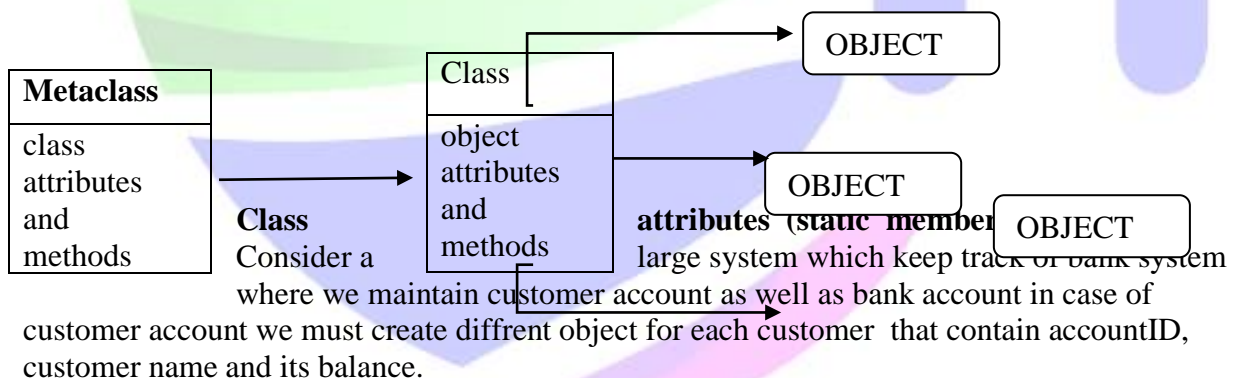 OBJECT
Metaclass
class
attributes
and
methods
Class
object
attributes
and
methods
OBJECT
OBJECT
Class attributes (static member
Consider a large system which keep track of bank system
where we maintain customer account as well as bank account in case of
customer account we must create diffrent object for each customer that contain accountID,
customer name and its balance.